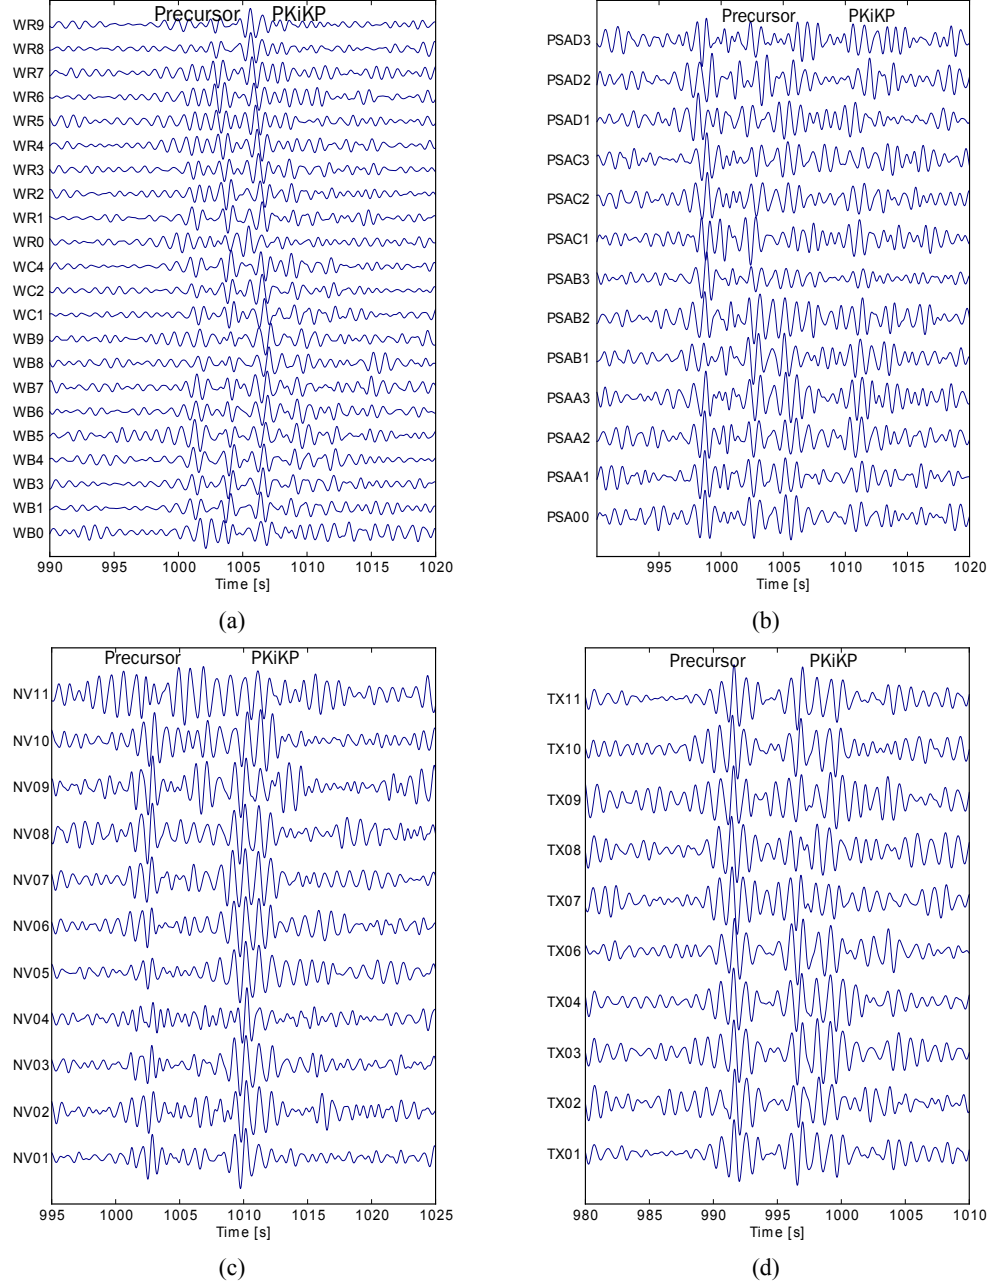 Precursor PKiKP
WR9
WR8
WR7
WR6
WR5
WR4
WR3
WR2
WR1
WR0
WC4
WC2
WC1
WB9
WB8
WB7
WB6
WB5
WB4
WB3
WB1
WB0
990 995 1000 1005 1010 1015 1020
Time [s]
(a)
Precursor PKiKP
PSAD3
PSAD2
PSAD1
PSAC3
PSAC2
PSAC1
PSAB3
PSAB2
PSAB1
PSAA3
PSAA2
PSAA1
PSA00
995 1000 1005 1010 1015 1020
Time [s]
(b)
Precursor PKiKP
NV11
NV10
NV09
NV08
NV07
NV06
NV05
NV04
NV03
NV02
NV01
995 1000 1005 1010 1015 1020 1025
Time [s]
(c)
Precursor PKiKP
TX11
TX10
TX09
TX08
TX07
TX06
TX04
TX03
TX02
TX01
980 985 990 995 1000 1005 1010
Time [s]
(d)